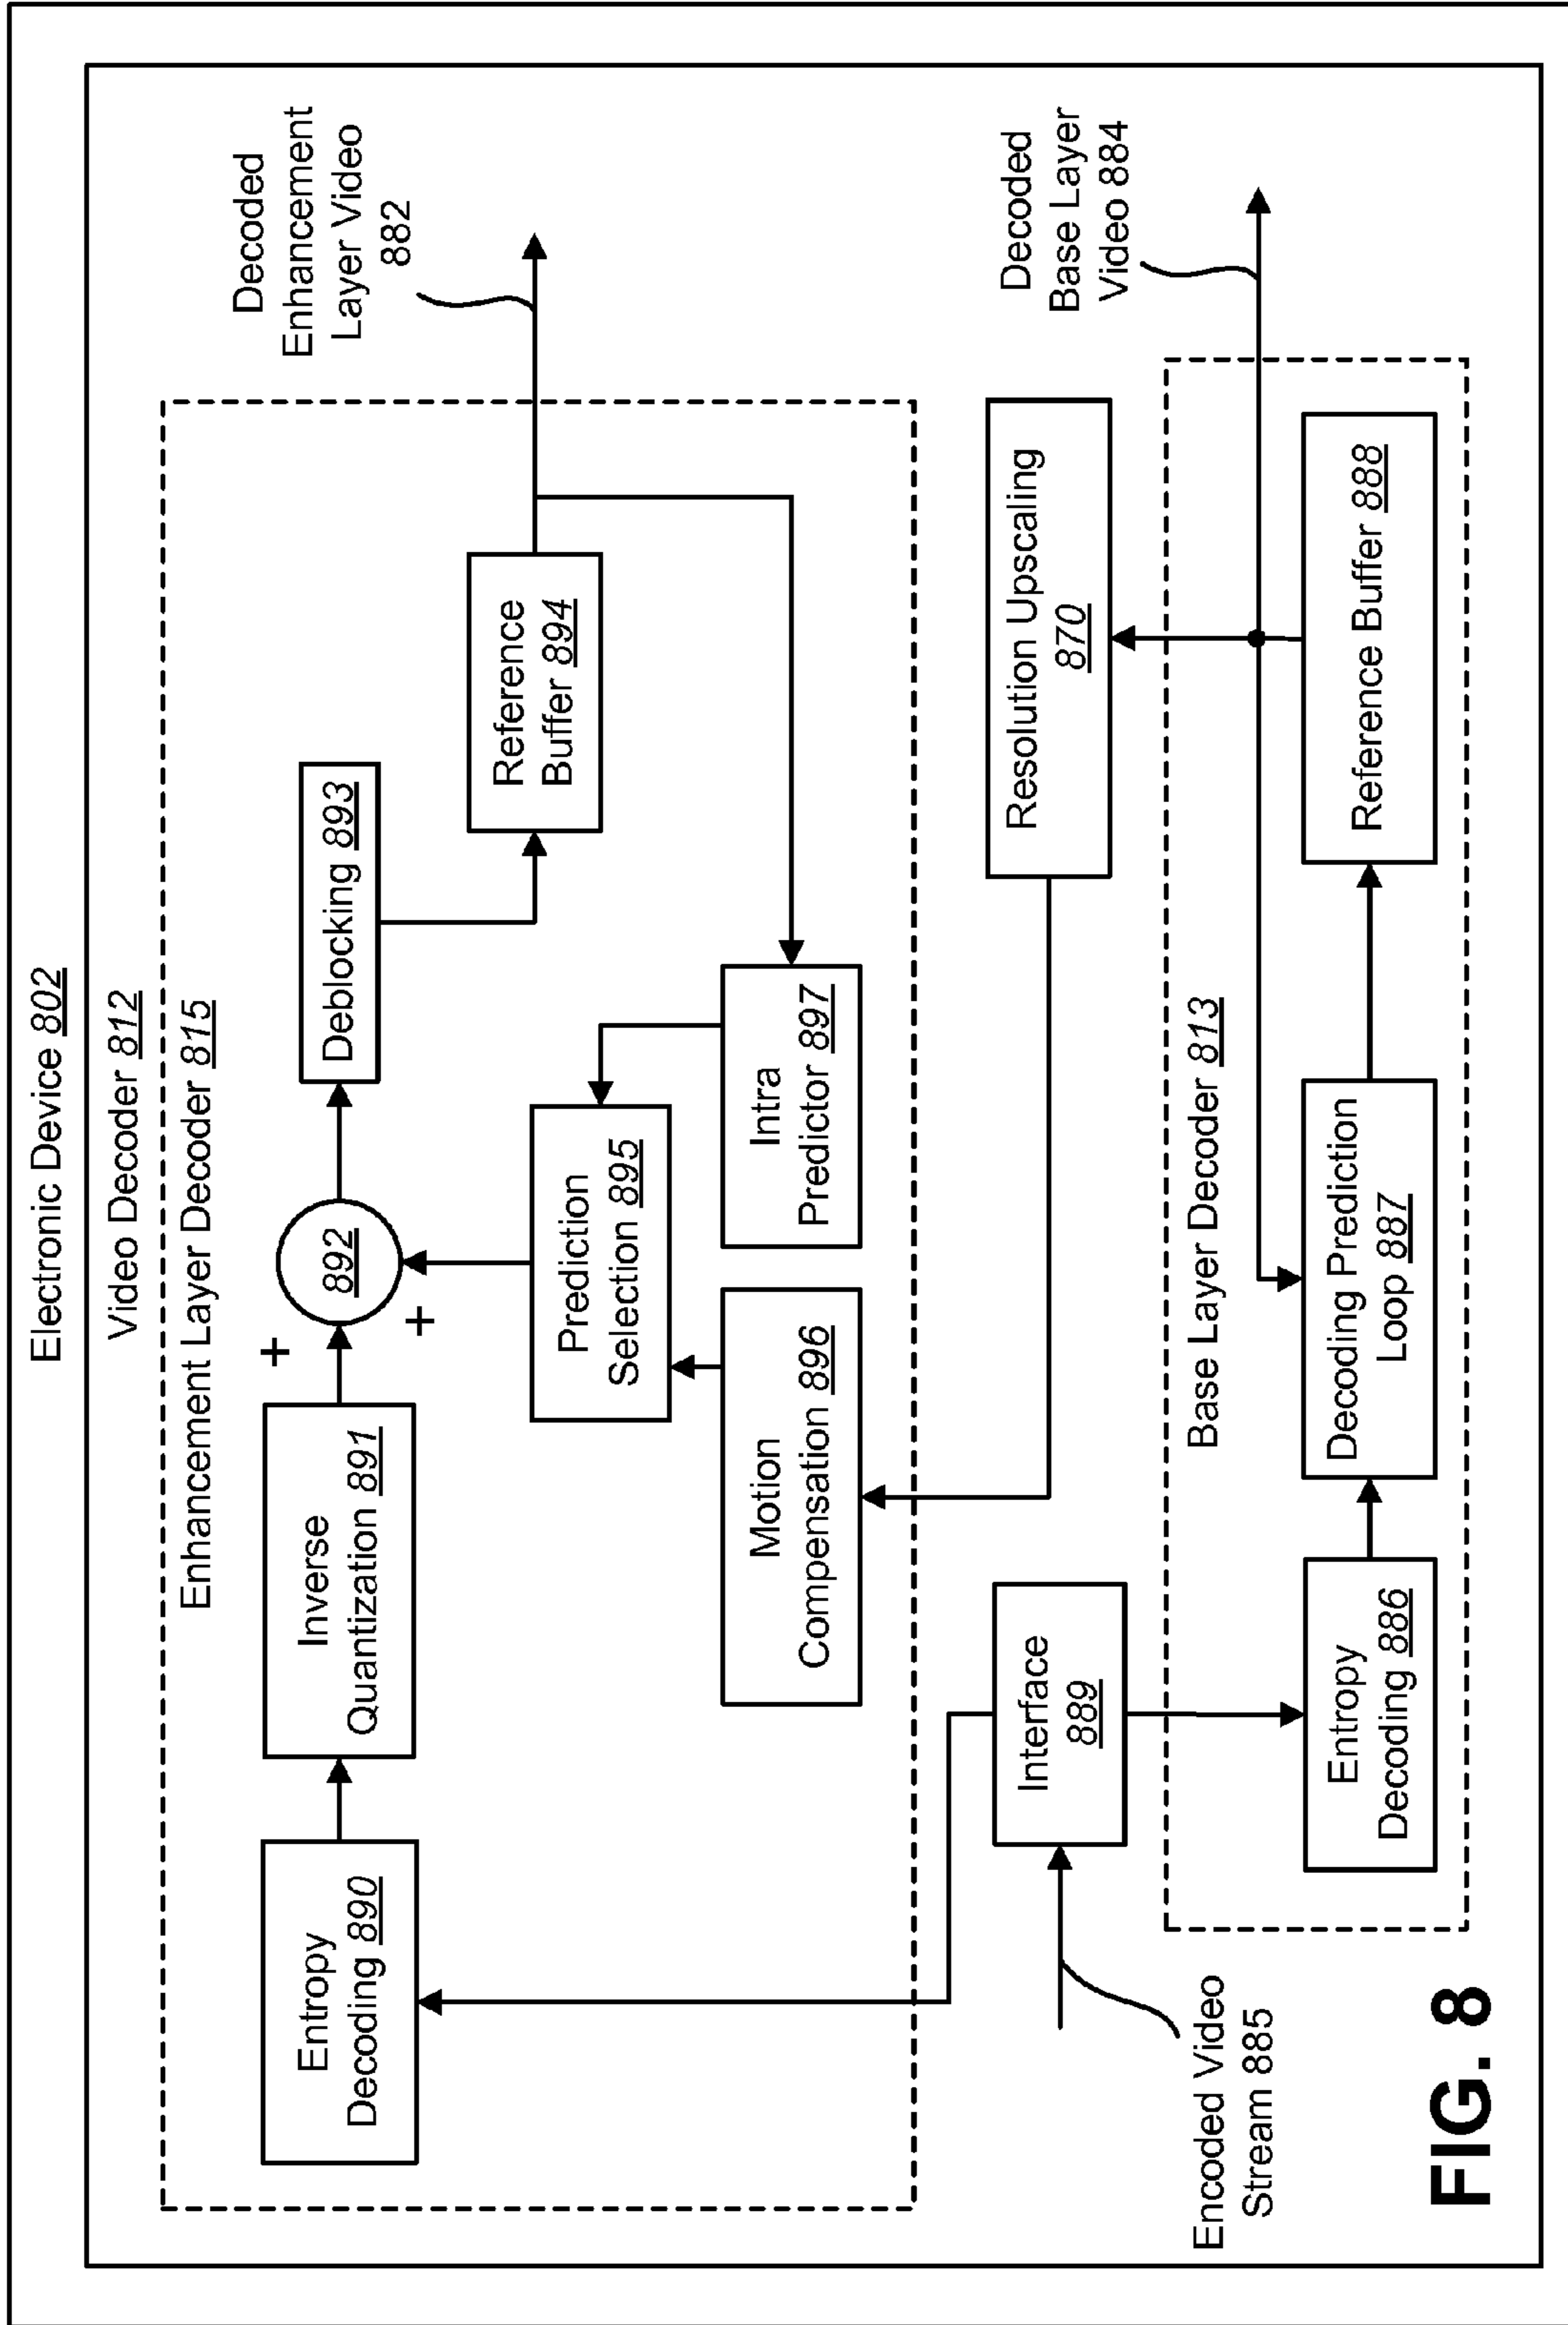 Electronic Device 802
Video Decoder 812
Enhancement Layer Decoder 815
Entropy
Decoding 890
Inverse
Quantization 891
+
892
+
Deblocking 893
Reference
Buffer 894
Decoded
Enhancement
Layer Video
882
Prediction
Selection 895
Motion
Compensation 896
Intra
Predictor 897
Interface
889
Resolution Upscaling
870
Decoded
Base Layer
Video 884
Encoded Video
Stream 885
Base Layer Decoder 813
Entropy
Decoding 886
Decoding Prediction
Loop 887
Reference Buffer 888
FIG. 8